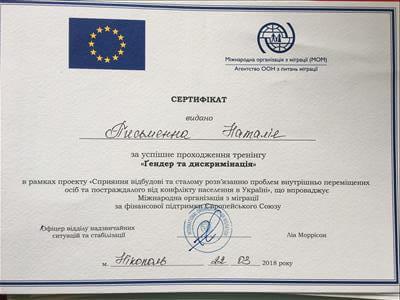 Міжнародна організація з міграції (МОМ)
Агентство ООН з питань міграції
СЕРТИФІКАТ
видано
Письменна Наталія
за успішне проходження тренінгу
«Ґендер та дискримінація»
в рамках проекту «Сприяння відбудові та сталому розв'язанню проблем внутрішньо переміщених
осіб та постраждалого від конфлікту населення в Україні», що впроваджує
Міжнародна організація з міграції
за фінансової підтримки Європейського Союзу
Офіцер відділу надзвичайних
ситуацій та стабілізації
Ліа Моррісон
м. Нікополь 22 03 2018 року